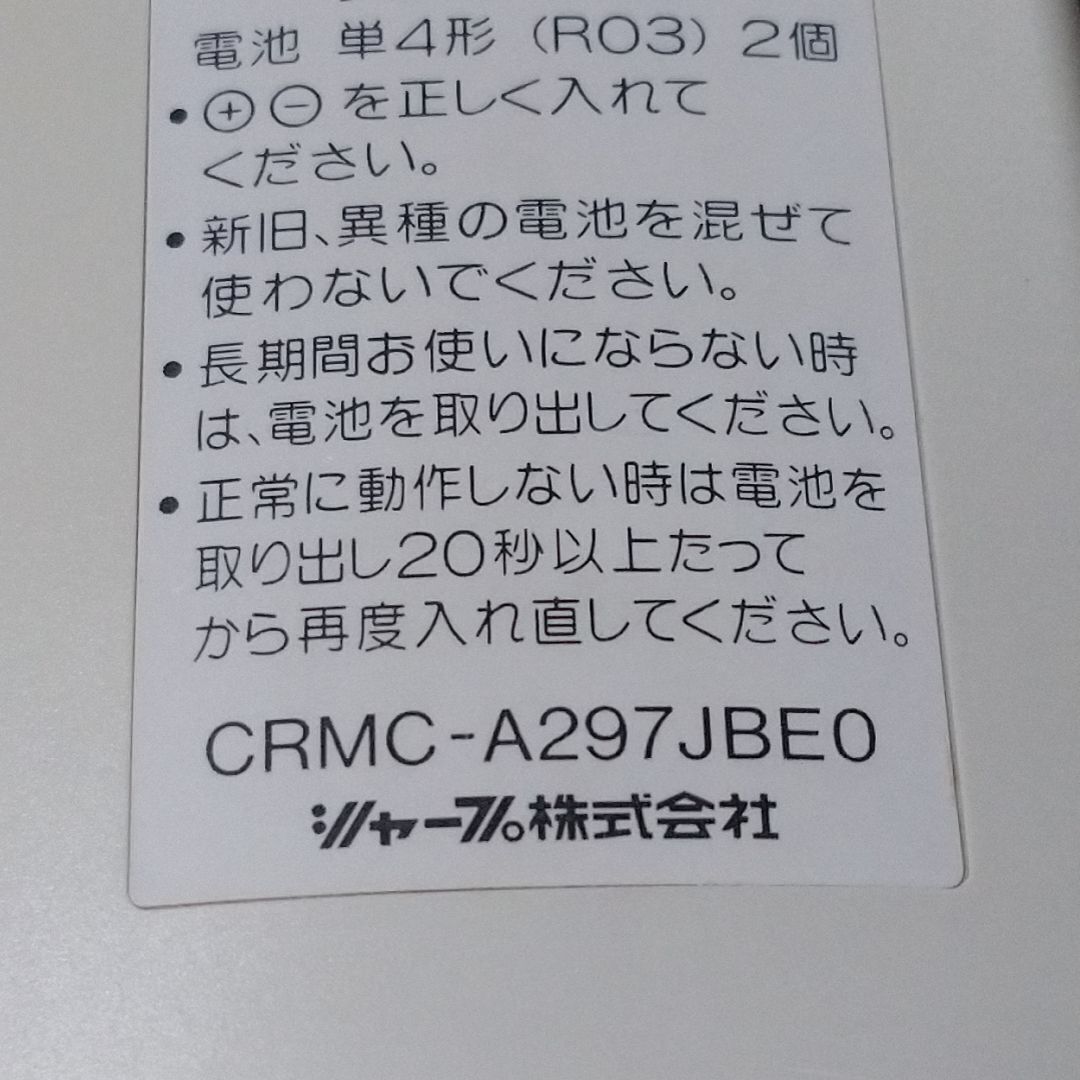 電池 単4形（R03）2個
•⊕⊖を正しく入れて
ください。
•新旧、異種の電池を混ぜて
使わないでください。
•長期間お使いにならない時
は、電池を取り出してください。
•正常に動作しない時は電池を
取り出し20秒以上たって
から再度入れ直してください。
CRMC-A297JBE0
シャープ株式会社